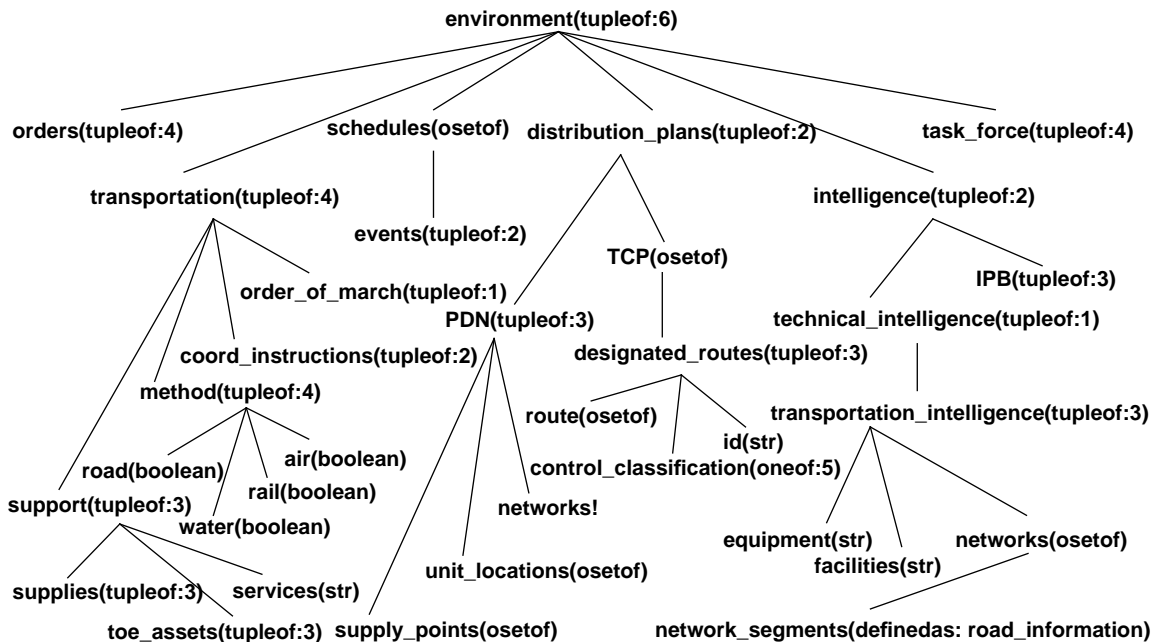 environment(tupleof:6)
orders(tupleof:4)
schedules(osetof)
distribution_plans(tupleof:2)
task_force(tupleof:4)
transportation(tupleof:4)
intelligence(tupleof:2)
events(tupleof:2)
TCP(osetof)
IPB(tupleof:3)
order_of_march(tupleof:1)
PDN(tupleof:3)
technical_intelligence(tupleof:1)
coord_instructions(tupleof:2)
designated_routes(tupleof:3)
method(tupleof:4)
route(osetof)
transportation_intelligence(tupleof:3)
id(str)
road(boolean)
air(boolean)
control_classification(oneof:5)
rail(boolean)
support(tupleof:3)
networks!
water(boolean)
equipment(str)
networks(osetof)
facilities(str)
unit_locations(osetof)
supplies(tupleof:3)
services(str)
toe_assets(tupleof:3)
supply_points(osetof)
network_segments(definedas: road_information)